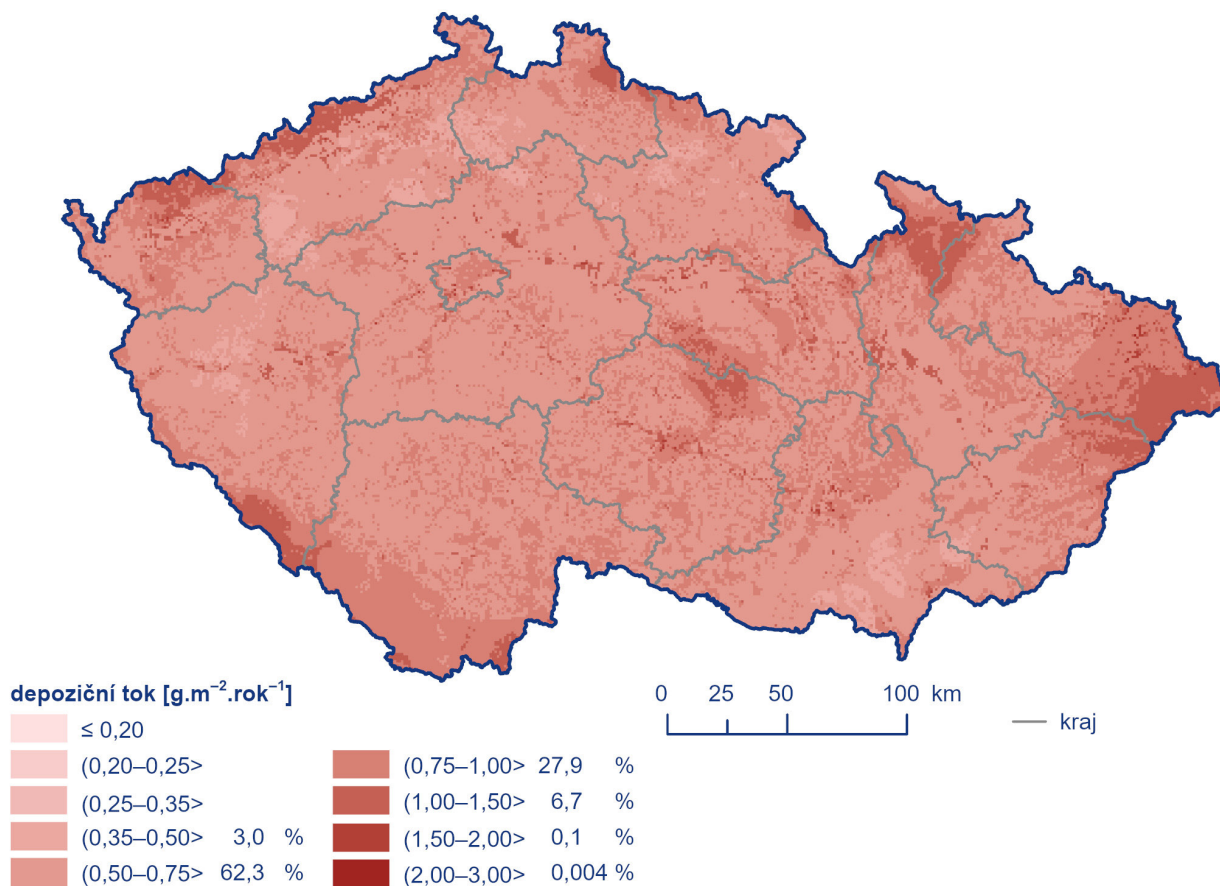 depoziční tok [g.m⁻².rok⁻¹]
≤ 0,20
(0,20–0,25>
(0,25–0,35>
(0,35–0,50> 3,0 %
(0,50–0,75> 62,3 %
(0,75–1,00> 27,9 %
(1,00–1,50> 6,7 %
(1,50–2,00> 0,1 %
(2,00–3,00> 0,004 %
0 25 50 100 km
kraj